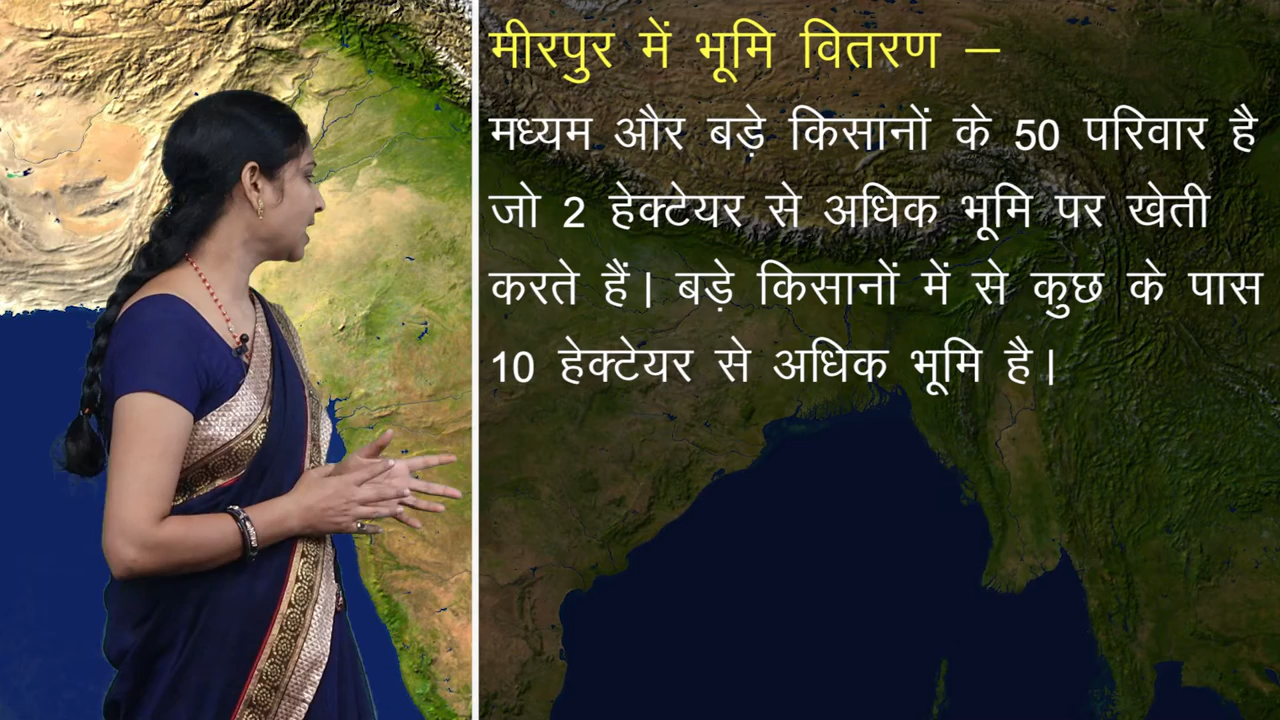 मीरपुर में भूमि वितरण –
मध्यम और बड़े किसानों के 50 परिवार है
जो 2 हेक्टेयर से अधिक भूमि पर खेती
करते हैं। बड़े किसानों में से कुछ के पास
10 हेक्टेयर से अधिक भूमि है।